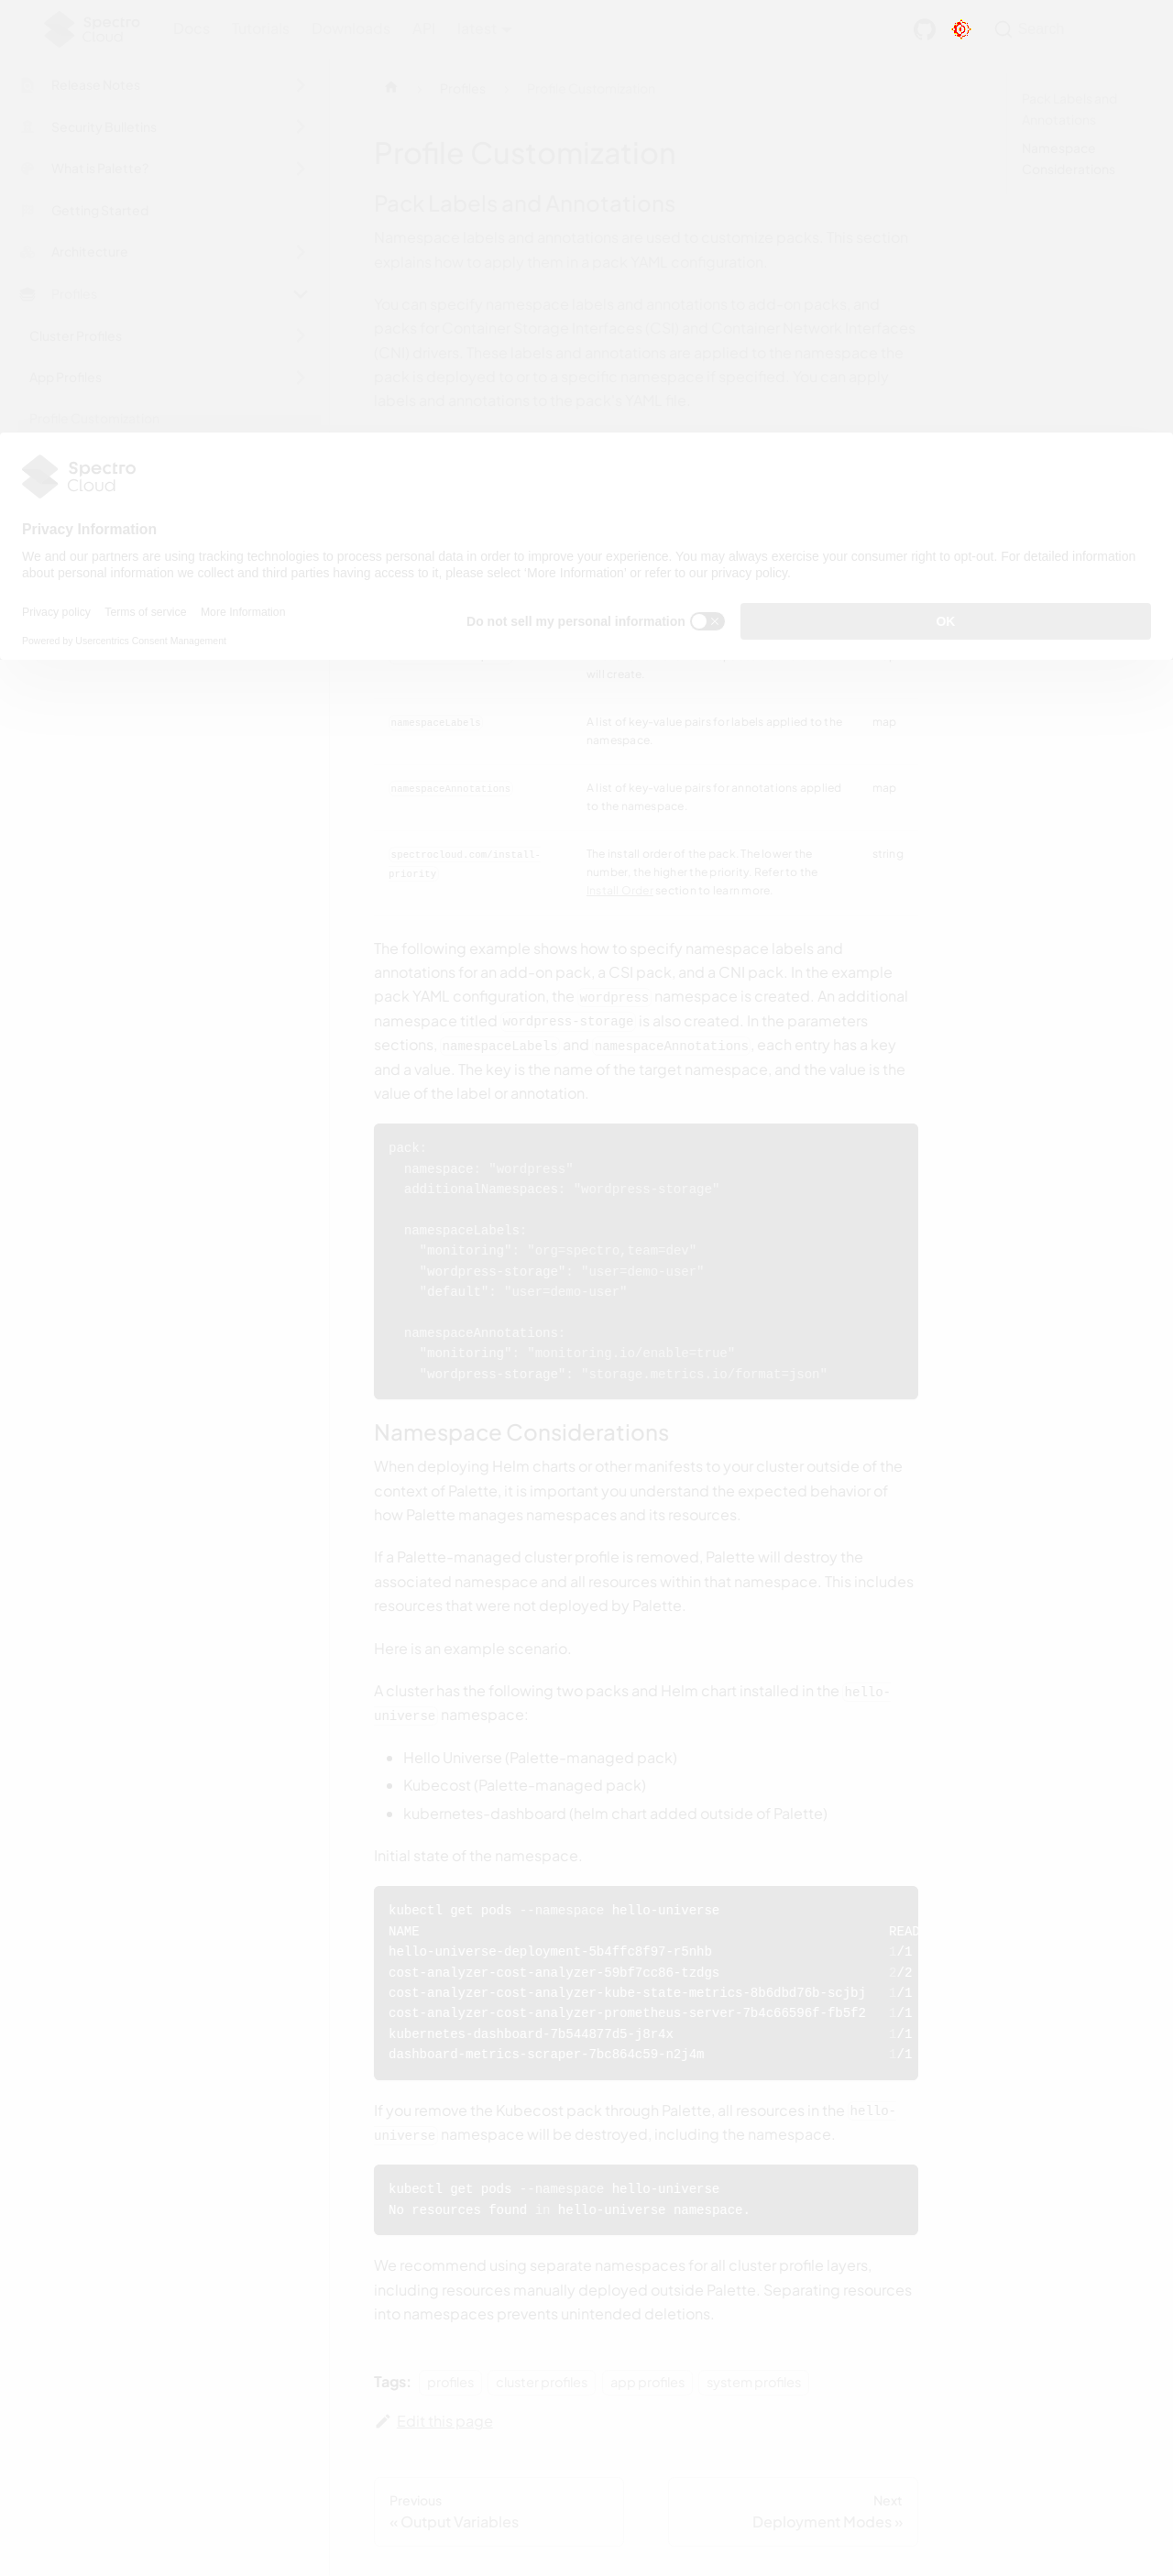 Spectro
Cloud
Docs
Tutorials
Downloads
API
latest
Search
Release Notes
Security Bulletins
What is Palette?
Getting Started
Architecture
Profiles
Cluster Profiles
App Profiles
Profile Customization
Profiles
Profile Customization
Pack Labels and
Annotations
Namespace
Considerations
Profile Customization
Pack Labels and Annotations
Namespace labels and annotations are used to customize packs. This section
explains how to apply them in a pack YAML configuration.
You can specify namespace labels and annotations to add-on packs, and
packs for Container Storage Interfaces (CSI) and Container Network Interfaces
(CNI) drivers. These labels and annotations are applied to the namespace the
pack is deployed to or to a specific namespace if specified. You can apply
labels and annotations to the pack's YAML file.
Spectro
Cloud
Privacy Information
We and our partners are using tracking technologies to process personal data in order to improve your experience. You may always exercise your consumer right to opt-out. For detailed information
about personal information we collect and third parties having access to it, please select ‘More Information’ or refer to our privacy policy.
Privacy policy
Terms of service
More Information
Do not sell my personal information
OK
Powered by Usercentrics Consent Management
will create.
namespaceLabels
A list of key-value pairs for labels applied to the
namespace.
map
namespaceAnnotations
A list of key-value pairs for annotations applied
to the namespace.
map
spectrocloud.com/install-
priority
The install order of the pack. The lower the
number, the higher the priority. Refer to the
Install Order section to learn more.
string
The following example shows how to specify namespace labels and
annotations for an add-on pack, a CSI pack, and a CNI pack. In the example
pack YAML configuration, the wordpress namespace is created. An additional
namespace titled wordpress-storage is also created. In the parameters
sections, namespaceLabels and namespaceAnnotations, each entry has a key
and a value. The key is the name of the target namespace, and the value is the
value of the label or annotation.
pack:
namespace: "wordpress"
additionalNamespaces: "wordpress-storage"
namespaceLabels:
"monitoring": "org=spectro,team=dev"
"wordpress-storage": "user=demo-user"
"default": "user=demo-user"
namespaceAnnotations:
"monitoring": "monitoring.io/enable=true"
"wordpress-storage": "storage.metrics.io/format=json"
Namespace Considerations
When deploying Helm charts or other manifests to your cluster outside of the
context of Palette, it is important you understand the expected behavior of
how Palette manages namespaces and its resources.
If a Palette-managed cluster profile is removed, Palette will destroy the
associated namespace and all resources within that namespace. This includes
resources that were not deployed by Palette.
Here is an example scenario.
A cluster has the following two packs and Helm chart installed in the hello-
universe namespace:
• Hello Universe (Palette-managed pack)
• Kubecost (Palette-managed pack)
• kubernetes-dashboard (helm chart added outside of Palette)
Initial state of the namespace.
kubectl get pods --namespace hello-universe
NAME READ
hello-universe-deployment-5b4ffc8f97-r5nhb 1/1
cost-analyzer-cost-analyzer-59bf7cc86-tzdgs 2/2
cost-analyzer-cost-analyzer-kube-state-metrics-8b6dbd76b-scjbj 1/1
cost-analyzer-cost-analyzer-prometheus-server-7b4c66596f-fb5f2 1/1
kubernetes-dashboard-7b544877d5-j8r4x 1/1
dashboard-metrics-scraper-7bc864c59-n2j4m 1/1
If you remove the Kubecost pack through Palette, all resources in the hello-
universe namespace will be destroyed, including the namespace.
kubectl get pods --namespace hello-universe
No resources found in hello-universe namespace.
We recommend using separate namespaces for all cluster profile layers,
including resources manually deployed outside Palette. Separating resources
into namespaces prevents unintended deletions.
Tags:
profiles
cluster profiles
app profiles
system profiles
Edit this page
Previous
« Output Variables
Next
Deployment Modes »